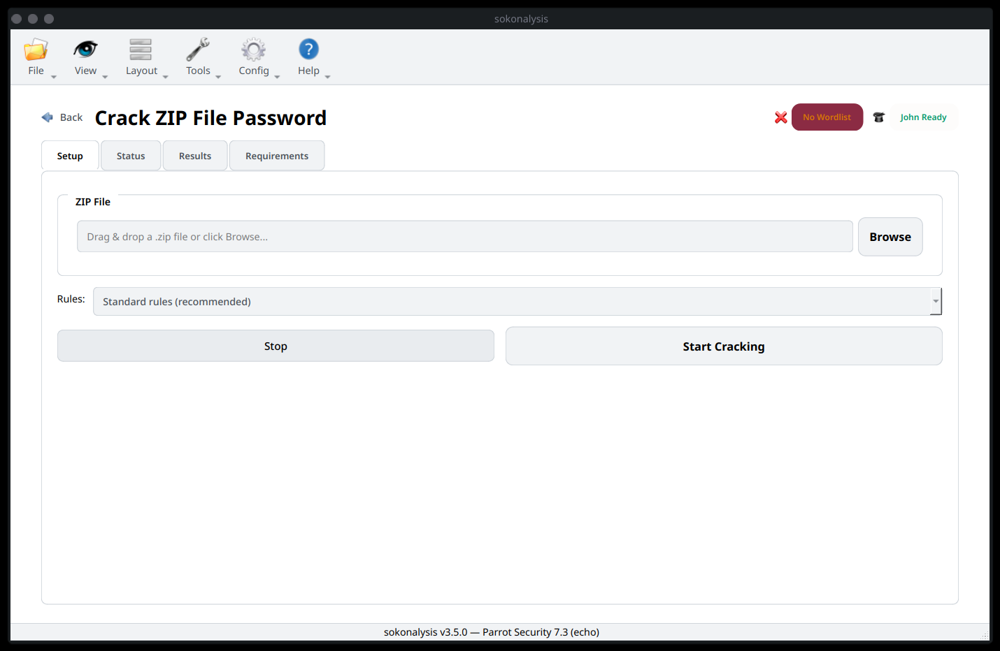 sokonalysis
File View Layout Tools Config Help
Back Crack ZIP File Password No Wordlist John Ready
Setup Status Results Requirements
ZIP File
Drag & drop a .zip file or click Browse... Browse
Rules: Standard rules (recommended)
Stop Start Cracking
sokonalysis v3.5.0 — Parrot Security 7.3 (echo)